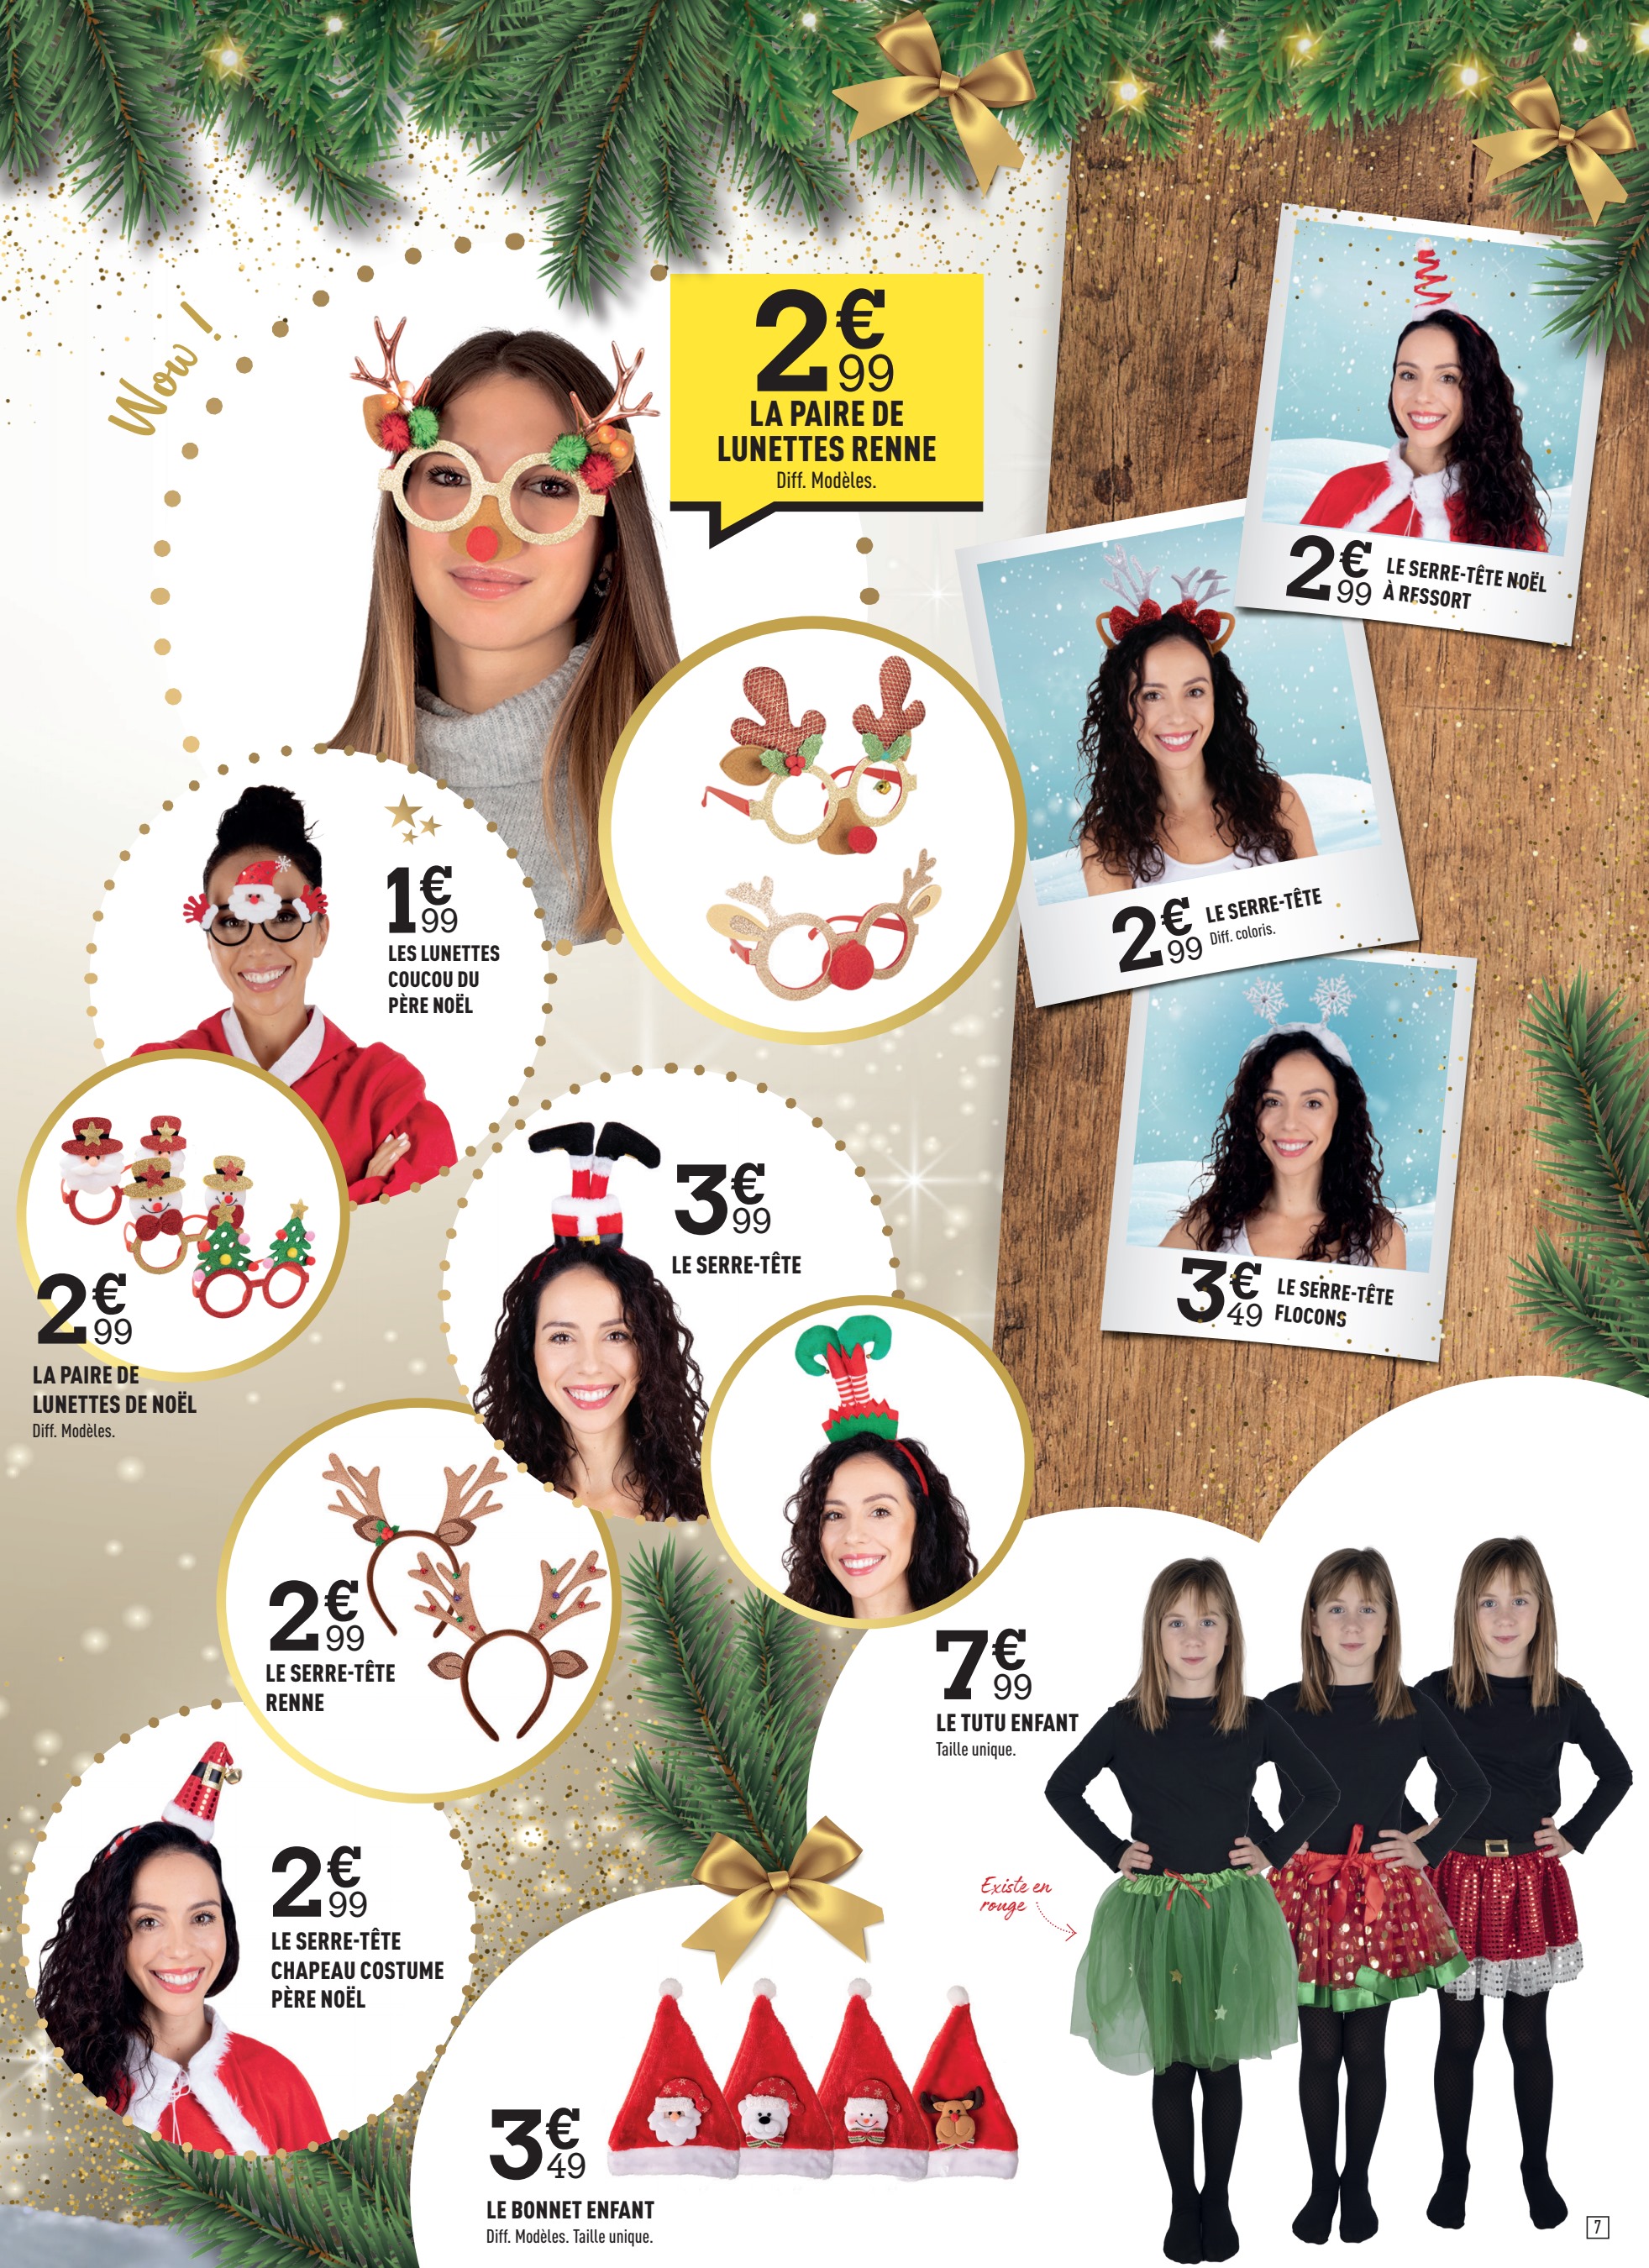 Wow !
2€99
LA PAIRE DE
LUNETTES RENNE
Diff. Modèles.
2€99
LE SERRE-TÊTE NOËL
À RESSORT
2€99
LE SERRE-TÊTE
Diff. coloris.
1€99
LES LUNETTES
COUCOU DU
PÈRE NOËL
3€49
LE SERRE-TÊTE
FLOCONS
2€99
LA PAIRE DE
LUNETTES DE NOËL
Diff. Modèles.
3€99
LE SERRE-TÊTE
2€99
LE SERRE-TÊTE
RENNE
7€99
LE TUTU ENFANT
Taille unique.
Existe en
rouge
2€99
LE SERRE-TÊTE
CHAPEAU COSTUME
PÈRE NOËL
3€49
LE BONNET ENFANT
Diff. Modèles. Taille unique.
7